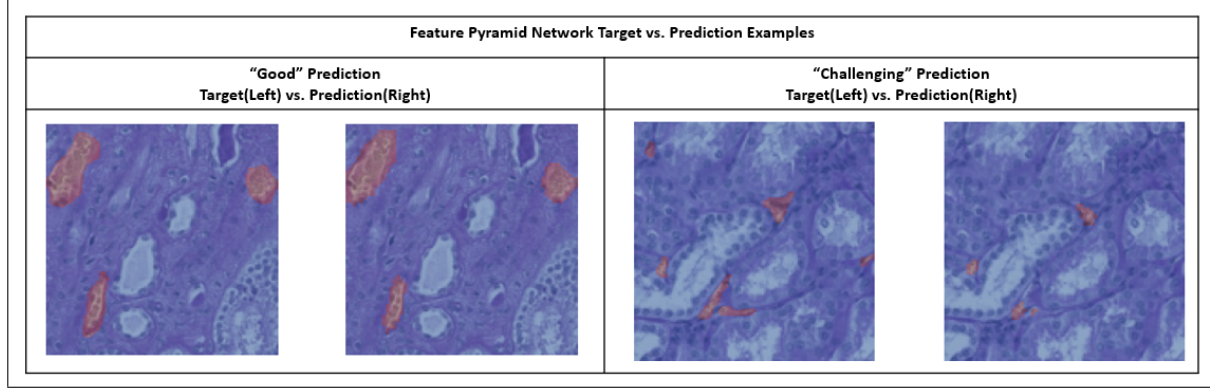 Feature Pyramid Network Target vs. Prediction Examples
“Good” Prediction
Target(Left) vs. Prediction(Right)
“Challenging” Prediction
Target(Left) vs. Prediction(Right)